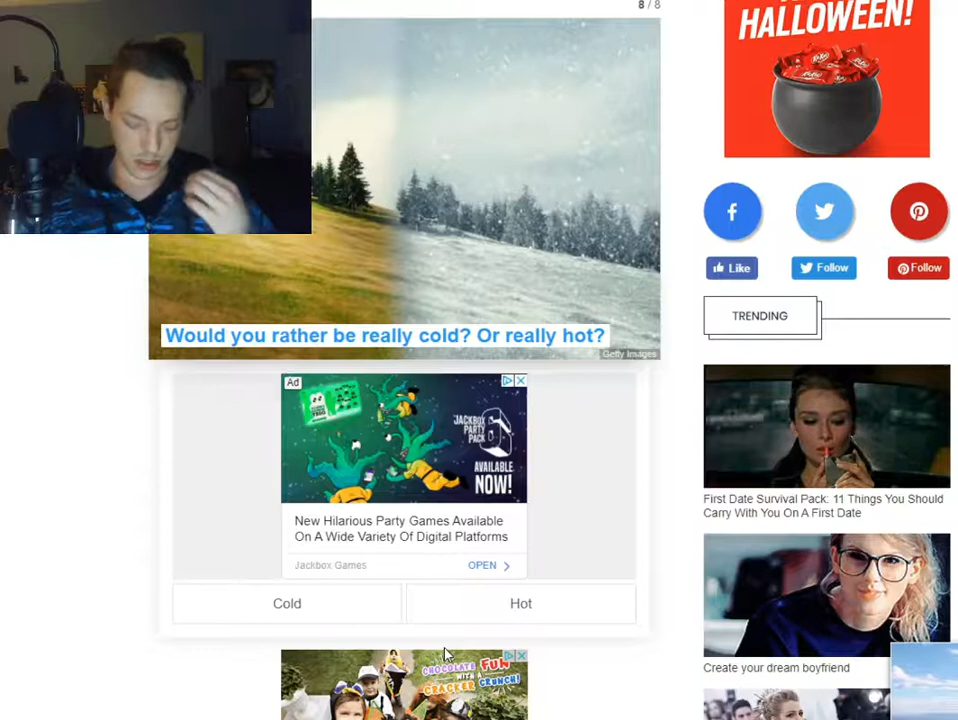 8 / 8
HALLOWEEN!
Would you rather be really cold? Or really hot?
Getty Images
Like
Follow
Follow
TRENDING
Ad
JACKBOX
PARTY
PACK
AVAILABLE
NOW!
New Hilarious Party Games Available
On A Wide Variety Of Digital Platforms
Jackbox Games
OPEN
Cold
Hot
First Date Survival Pack: 11 Things You Should
Carry With You On A First Date
Create your dream boyfriend
CHOCOLATE FUN
WITH A
CRACKER CRUNCH!